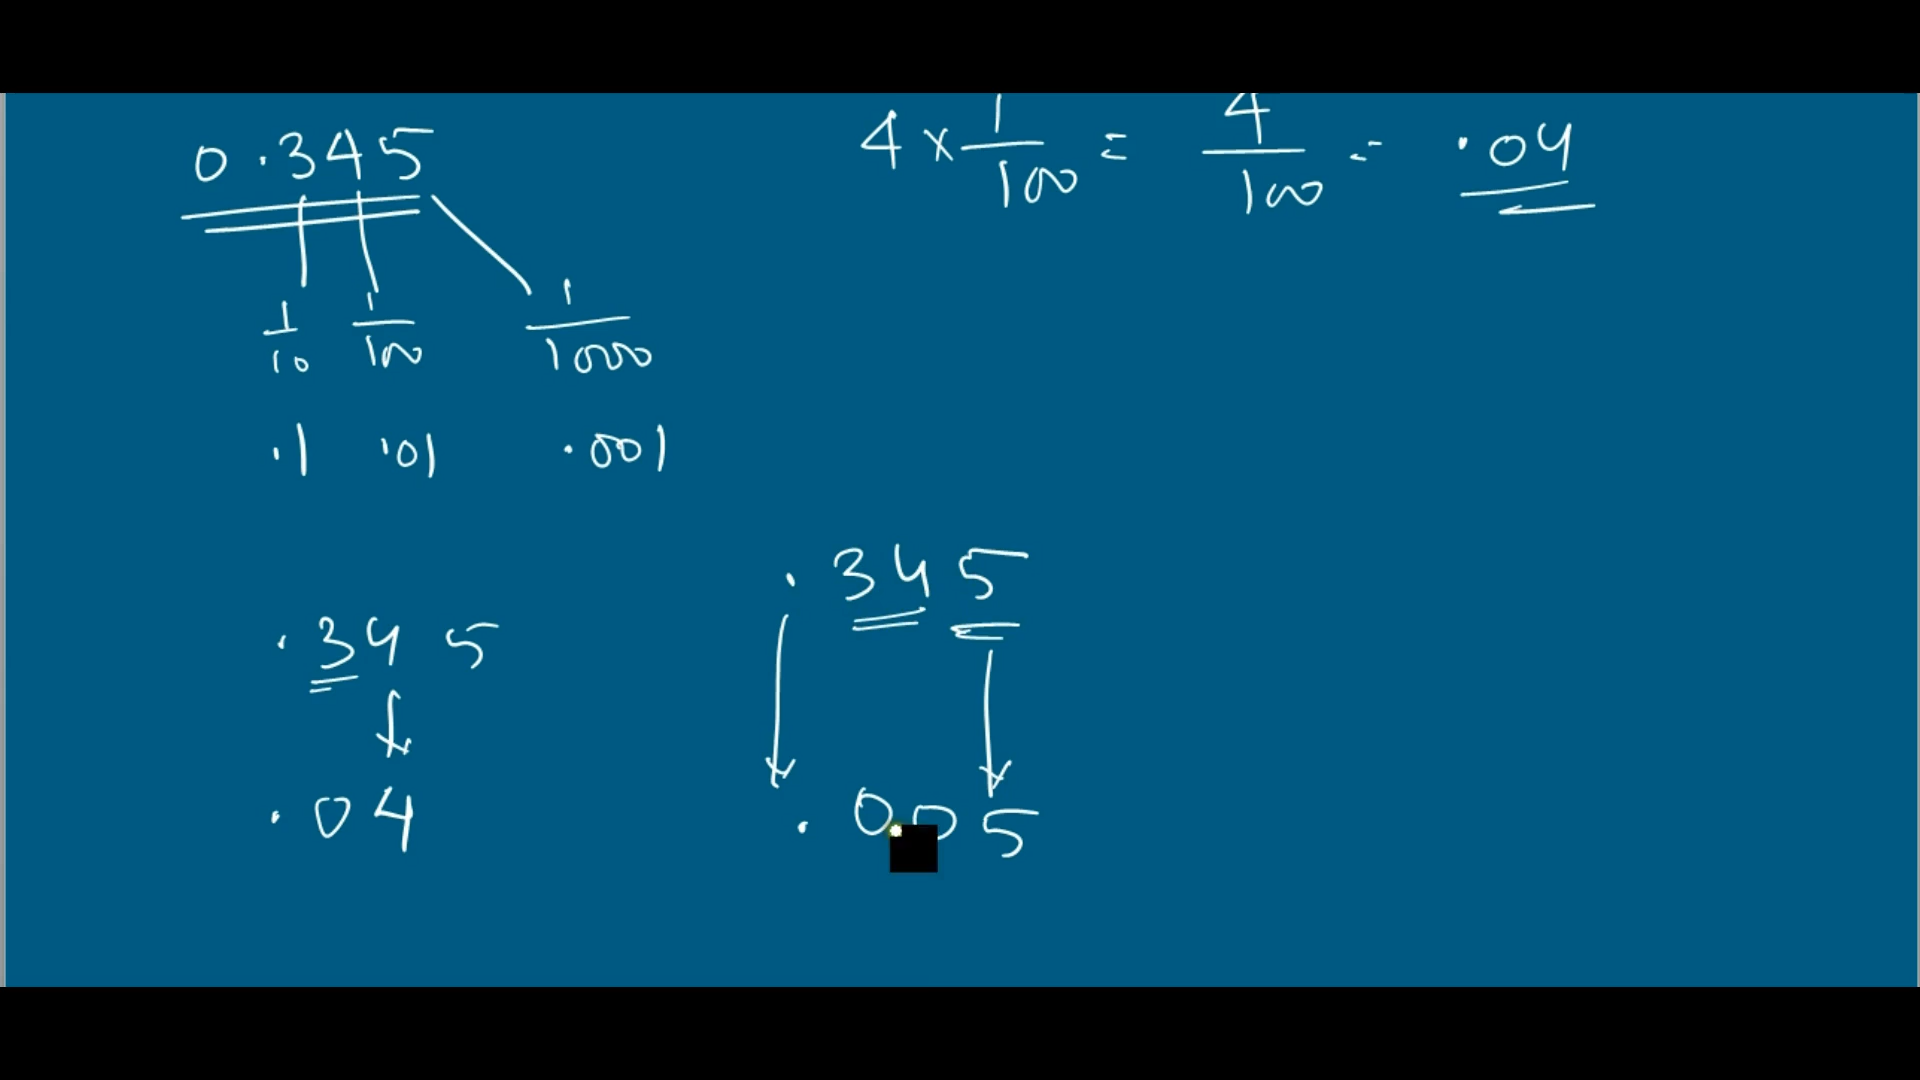 0.345
4 × 1/100 = 4/100 = .04
1/10 1/100 1/1000
.1 .01 .001
.345
.345
.04
.005